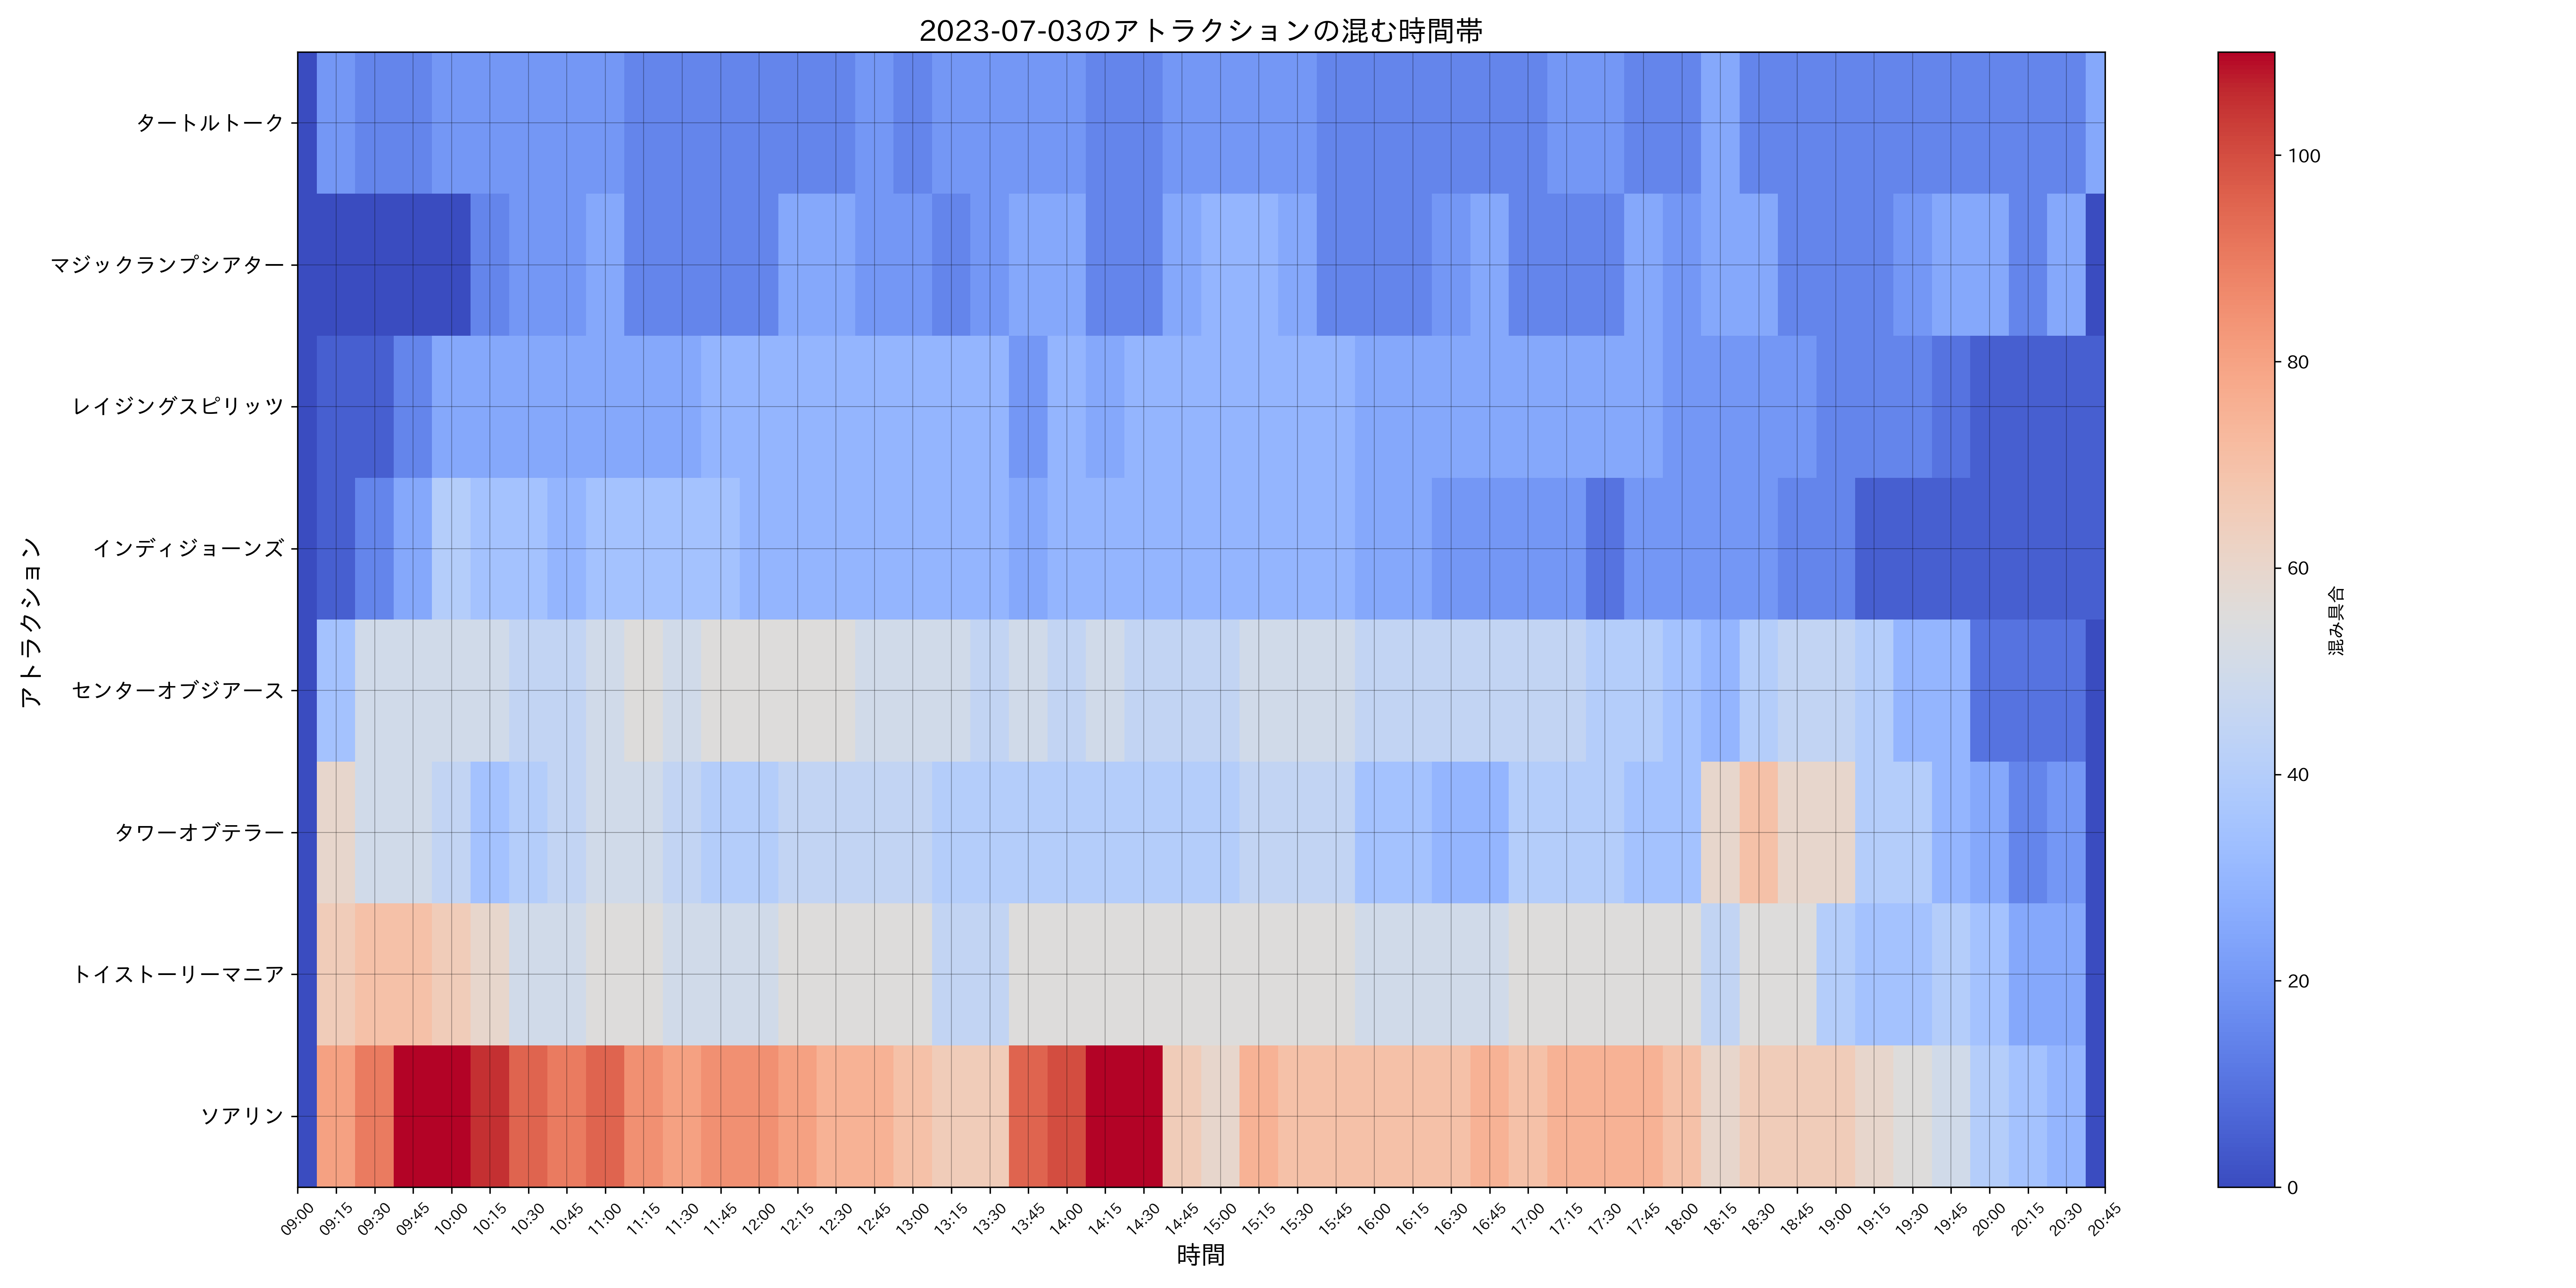 2023-07-03のアトラクションの混む時間帯
アトラクション
タートルトーク
マジックランプシアター
レイジングスピリッツ
インディジョーンズ
センターオブジアース
タワーオブテラー
トイストーリーマニア
ソアリン
09:00 09:15 09:30 09:45 10:00 10:15 10:30 10:45 11:00 11:15 11:30 11:45 12:00 12:15 12:30 12:45 13:00 13:15 13:30 13:45 14:00 14:15 14:30 14:45 15:00 15:15 15:30 15:45 16:00 16:15 16:30 16:45 17:00 17:15 17:30 17:45 18:00 18:15 18:30 18:45 19:00 19:15 19:30 19:45 20:00 20:15 20:30 20:45
時間
100
80
60
40
20
0
混み具合